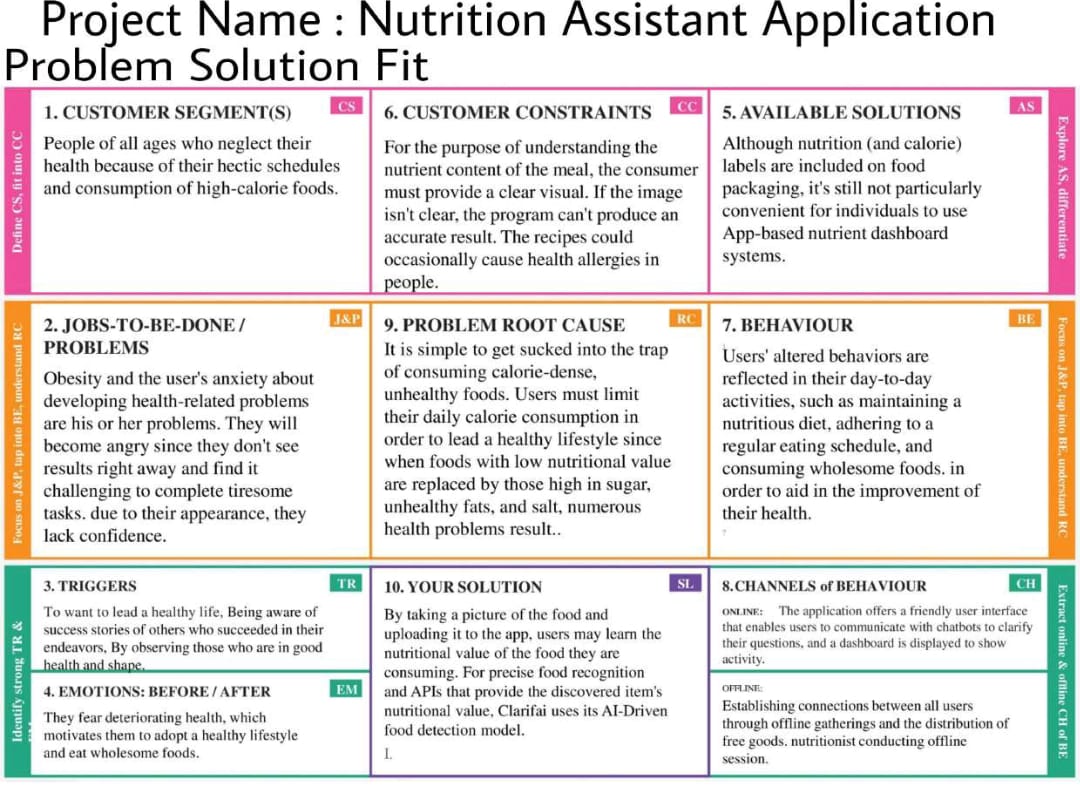 Project Name : Nutrition Assistant Application
Problem Solution Fit
Define CS, fit into CC
1. CUSTOMER SEGMENT(S)
CS
People of all ages who neglect their
health because of their hectic schedules
and consumption of high-calorie foods.
6. CUSTOMER CONSTRAINTS
CC
For the purpose of understanding the
nutrient content of the meal, the consumer
must provide a clear visual. If the image
isn't clear, the program can't produce an
accurate result. The recipes could
occasionally cause health allergies in
people.
5. AVAILABLE SOLUTIONS
AS
Although nutrition (and calorie)
labels are included on food
packaging, it's still not particularly
convenient for individuals to use
App-based nutrient dashboard
systems.
Explore AS, differentiate
Focus on J&P, tap into BE, understand RC
2. JOBS-TO-BE-DONE /
PROBLEMS
J&P
Obesity and the user's anxiety about
developing health-related problems
are his or her problems. They will
become angry since they don't see
results right away and find it
challenging to complete tiresome
tasks. due to their appearance, they
lack confidence.
9. PROBLEM ROOT CAUSE
RC
It is simple to get sucked into the trap
of consuming calorie-dense,
unhealthy foods. Users must limit
their daily calorie consumption in
order to lead a healthy lifestyle since
when foods with low nutritional value
are replaced by those high in sugar,
unhealthy fats, and salt, numerous
health problems result..
7. BEHAVIOUR
BE
Users' altered behaviors are
reflected in their day-to-day
activities, such as maintaining a
nutritious diet, adhering to a
regular eating schedule, and
consuming wholesome foods. in
order to aid in the improvement of
their health.
Focus on J&P, tap into BE, understand RC
Identify strong TR &
3. TRIGGERS
TR
To want to lead a healthy life, Being aware of
success stories of others who succeeded in their
endeavors, By observing those who are in good
health and shape.
4. EMOTIONS: BEFORE / AFTER
EM
They fear deteriorating health, which
motivates them to adopt a healthy lifestyle
and eat wholesome foods.
10. YOUR SOLUTION
SL
By taking a picture of the food and
uploading it to the app, users may learn the
nutritional value of the food they are
consuming. For precise food recognition
and APIs that provide the discovered item's
nutritional value, Clarifai uses its AI-Driven
food detection model.
1.
8.CHANNELS of BEHAVIOUR
CH
ONLINE: The application offers a friendly user interface
that enables users to communicate with chatbots to clarify
their questions, and a dashboard is displayed to show
activity.
OFFLINE:
Establishing connections between all users
through offline gatherings and the distribution of
free goods. nutritionist conducting offline
session.
Extract online & offline CH of BE